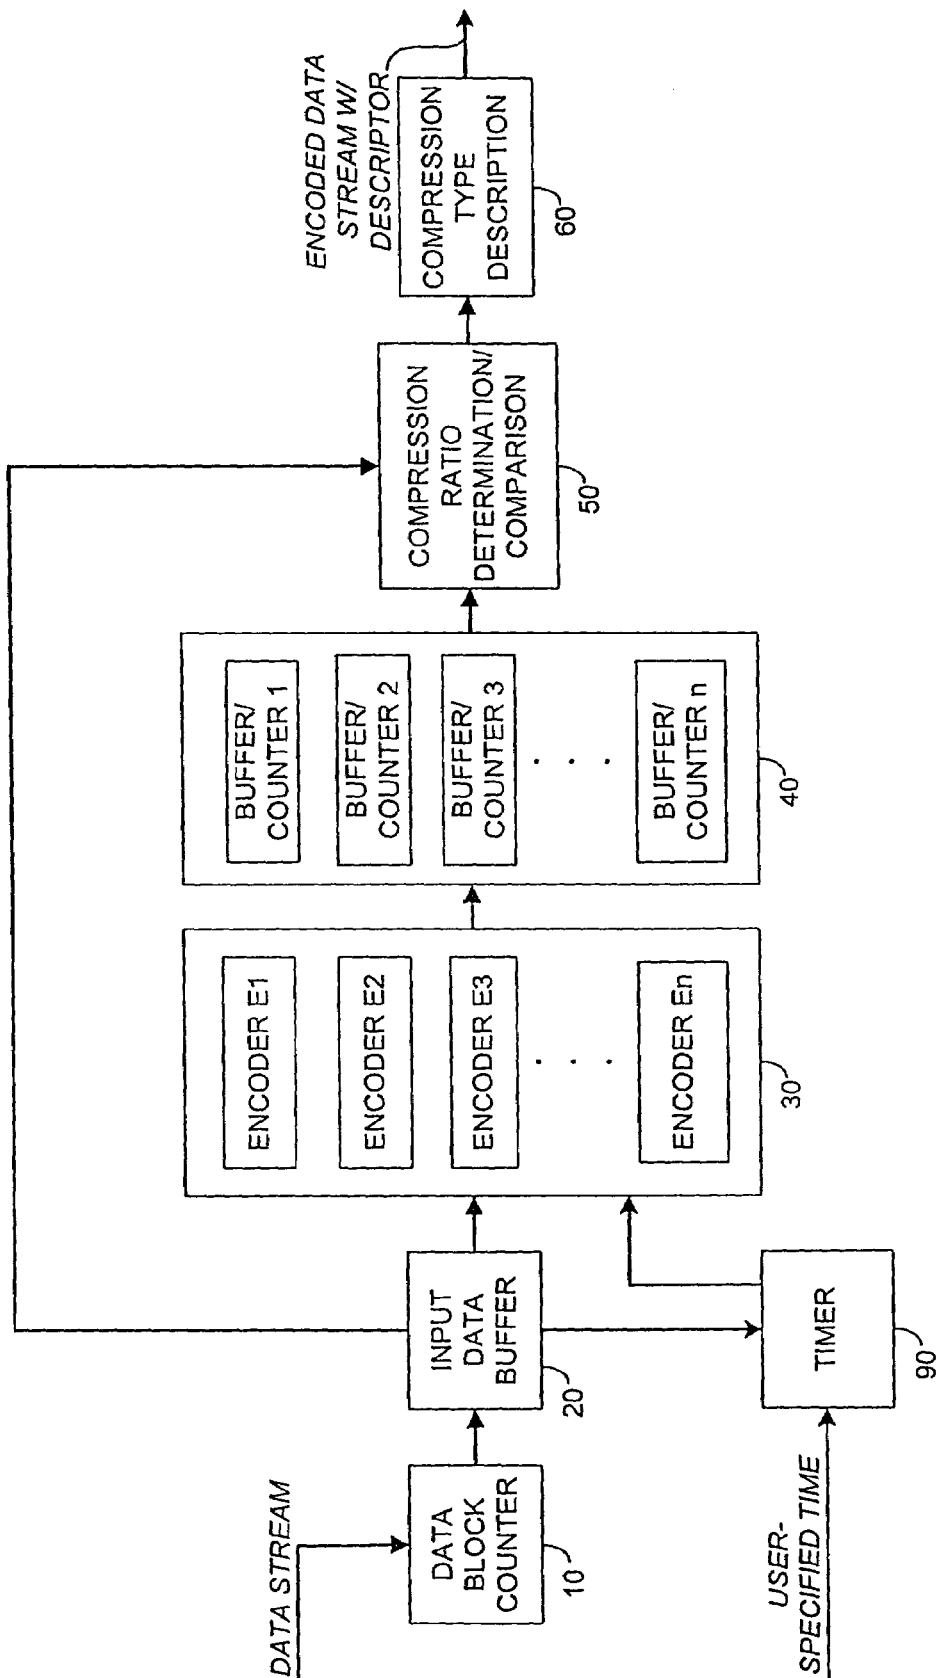 DATA STREAM
DATA
BLOCK
COUNTER
10
INPUT
DATA
BUFFER
20
USER-
SPECIFIED TIME
TIMER
90
ENCODER E1
ENCODER E2
ENCODER E3
. . .
ENCODER En
30
BUFFER/
COUNTER 1
BUFFER/
COUNTER 2
BUFFER/
COUNTER 3
. . .
BUFFER/
COUNTER n
40
COMPRESSION
RATIO
DETERMINATION/
COMPARISON
50
COMPRESSION
TYPE
DESCRIPTION
60
ENCODED DATA
STREAM W/
DESCRIPTOR